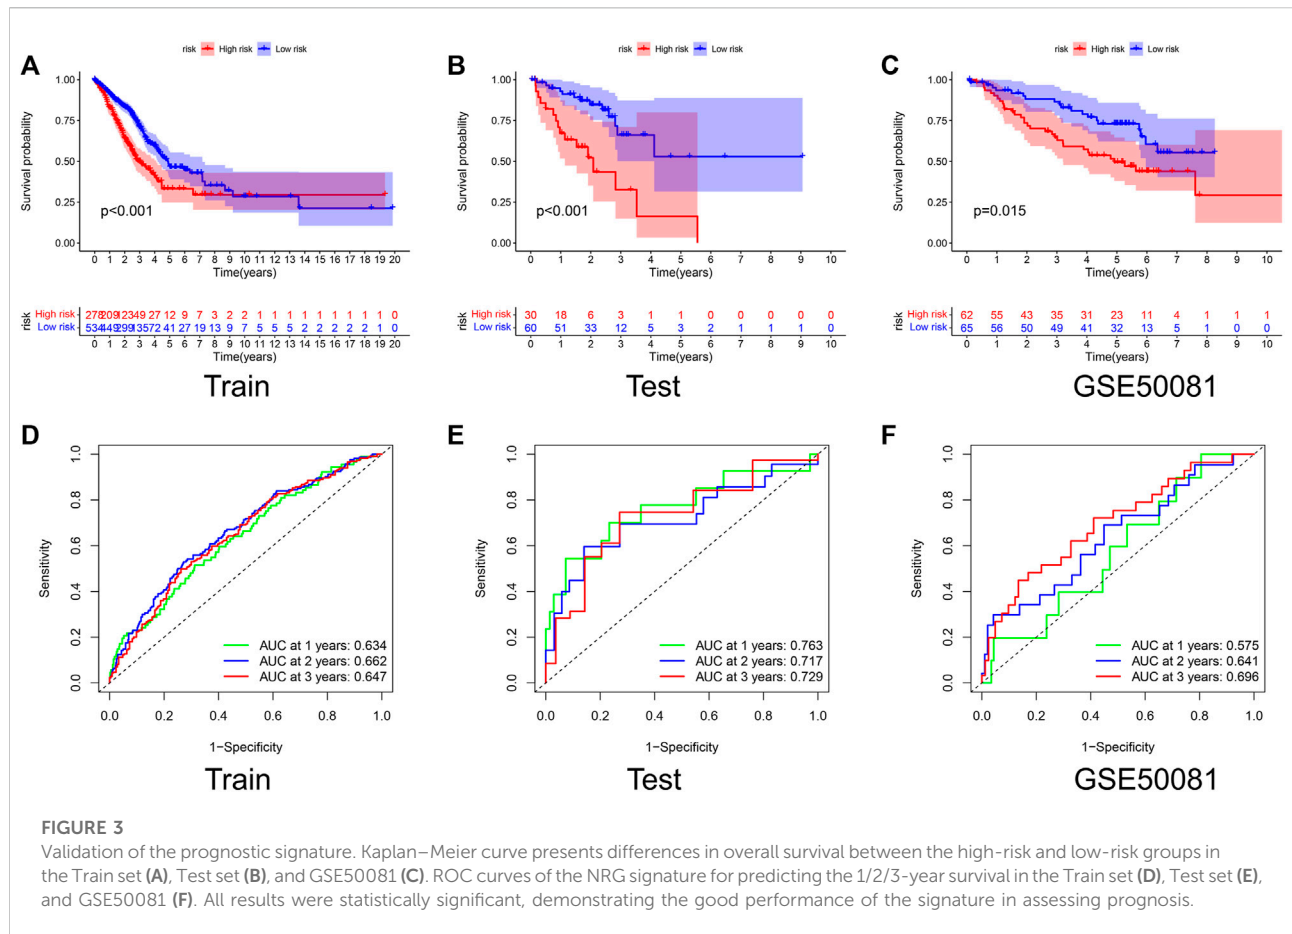 risk High risk Low risk
A
Survival probability
1.00
0.75
0.50
0.25
0.00
p<0.001
0 1 2 3 4 5 6 7 8 9 10 11 12 13 14 14 15 16 17 18 19 20
Time(years)
risk
High risk 278 209 123 49 27 12 9 7 3 2 2 1 1 1 1 1 1 1 1 0
Low risk 534 449 299 135 72 41 27 19 13 9 7 5 5 5 2 2 2 2 2 1 0
0 1 2 3 4 5 6 7 8 9 10 11 12 13 14 15 16 17 18 19 20
Time(years)
Train
risk High risk Low risk
B
Survival probability
1.00
0.75
0.50
0.25
0.00
p<0.001
0 1 2 3 4 5 6 7 8 9 10
Time(years)
risk
High risk 30 18 6 3 1 1 0 0 0 0 0
Low risk 60 51 33 12 5 3 2 1 1 1 0
0 1 2 3 4 5 6 7 8 9 10
Time(years)
Test
risk High risk Low risk
C
Survival probability
1.00
0.75
0.50
0.25
0.00
p=0.015
0 1 2 3 4 5 6 7 8 9 10
Time(years)
risk
High risk 62 55 43 35 31 23 11 4 1 1 1
Low risk 65 56 50 49 41 32 13 5 1 0 0
0 1 2 3 4 5 6 7 8 9 10
Time(years)
GSE50081
D
Sensitivity
1.0
0.8
0.6
0.4
0.2
0.0
AUC at 1 years: 0.634
AUC at 2 years: 0.662
AUC at 3 years: 0.647
0.0 0.2 0.4 0.6 0.8 1.0
1−Specificity
Train
E
Sensitivity
1.0
0.8
0.6
0.4
0.2
0.0
AUC at 1 years: 0.763
AUC at 2 years: 0.717
AUC at 3 years: 0.729
0.0 0.2 0.4 0.6 0.8 1.0
1−Specificity
Test
F
Sensitivity
1.0
0.8
0.6
0.4
0.2
0.0
AUC at 1 years: 0.575
AUC at 2 years: 0.641
AUC at 3 years: 0.696
0.0 0.2 0.4 0.6 0.8 1.0
1−Specificity
GSE50081
FIGURE 3
Validation of the prognostic signature. Kaplan–Meier curve presents differences in overall survival between the high-risk and low-risk groups in
the Train set (A), Test set (B), and GSE50081 (C). ROC curves of the NRG signature for predicting the 1/2/3-year survival in the Train set (D), Test set (E),
and GSE50081 (F). All results were statistically significant, demonstrating the good performance of the signature in assessing prognosis.